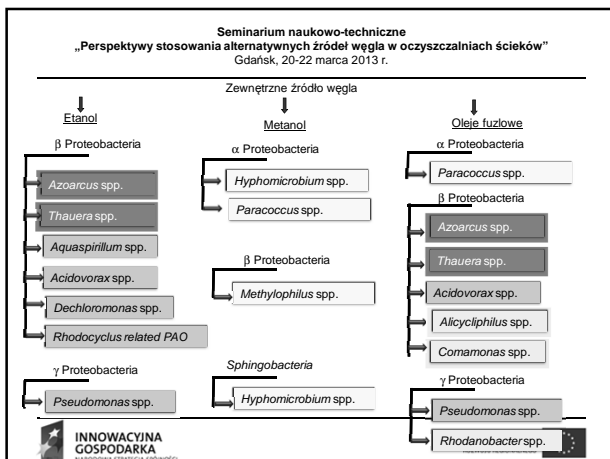 Seminarium naukowo-techniczne
„Perspektywy stosowania alternatywnych źródeł węgla w oczyszczalniach ścieków”
Gdańsk, 20-22 marca 2013 r.
Zewnętrzne źródło węgla
Etanol
β Proteobacteria
Azoarcus spp.
Thauera spp.
Aquaspirillum spp.
Acidovorax spp.
Dechloromonas spp.
Rhodocyclus related PAO
γ Proteobacteria
Pseudomonas spp.
Metanol
α Proteobacteria
Hyphomicrobium spp.
Paracoccus spp.
β Proteobacteria
Methylophilus spp.
Sphingobacteria
Hyphomicrobium spp.
Oleje fuzlowe
α Proteobacteria
Paracoccus spp.
β Proteobacteria
Azoarcus spp.
Thauera spp.
Acidovorax spp.
Alicycliphilus spp.
Comamonas spp.
γ Proteobacteria
Pseudomonas spp.
Rhodanobacter spp.
INNOWACYJNA
GOSPODARKA